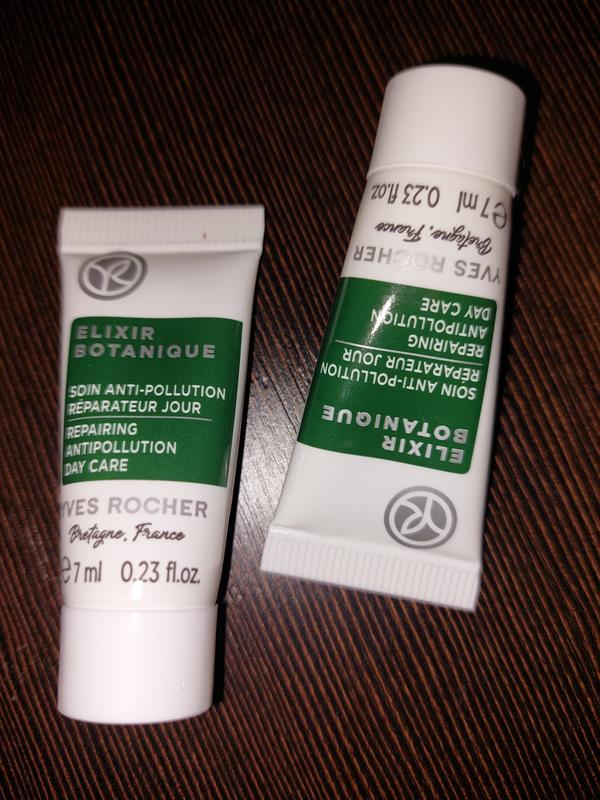 ELIXIR
BOTANIQUE
SOIN ANTI-POLLUTION
RÉPARATEUR JOUR
REPAIRING
ANTIPOLLUTION
DAY CARE
YVES ROCHER
Bretagne, France
e 7 ml 0.23 fl.oz.
ELIXIR
BOTANIQUE
SOIN ANTI-POLLUTION
RÉPARATEUR JOUR
REPAIRING
ANTIPOLLUTION
DAY CARE
YVES ROCHER
Bretagne, France
e 7 ml 0.23 fl.oz.